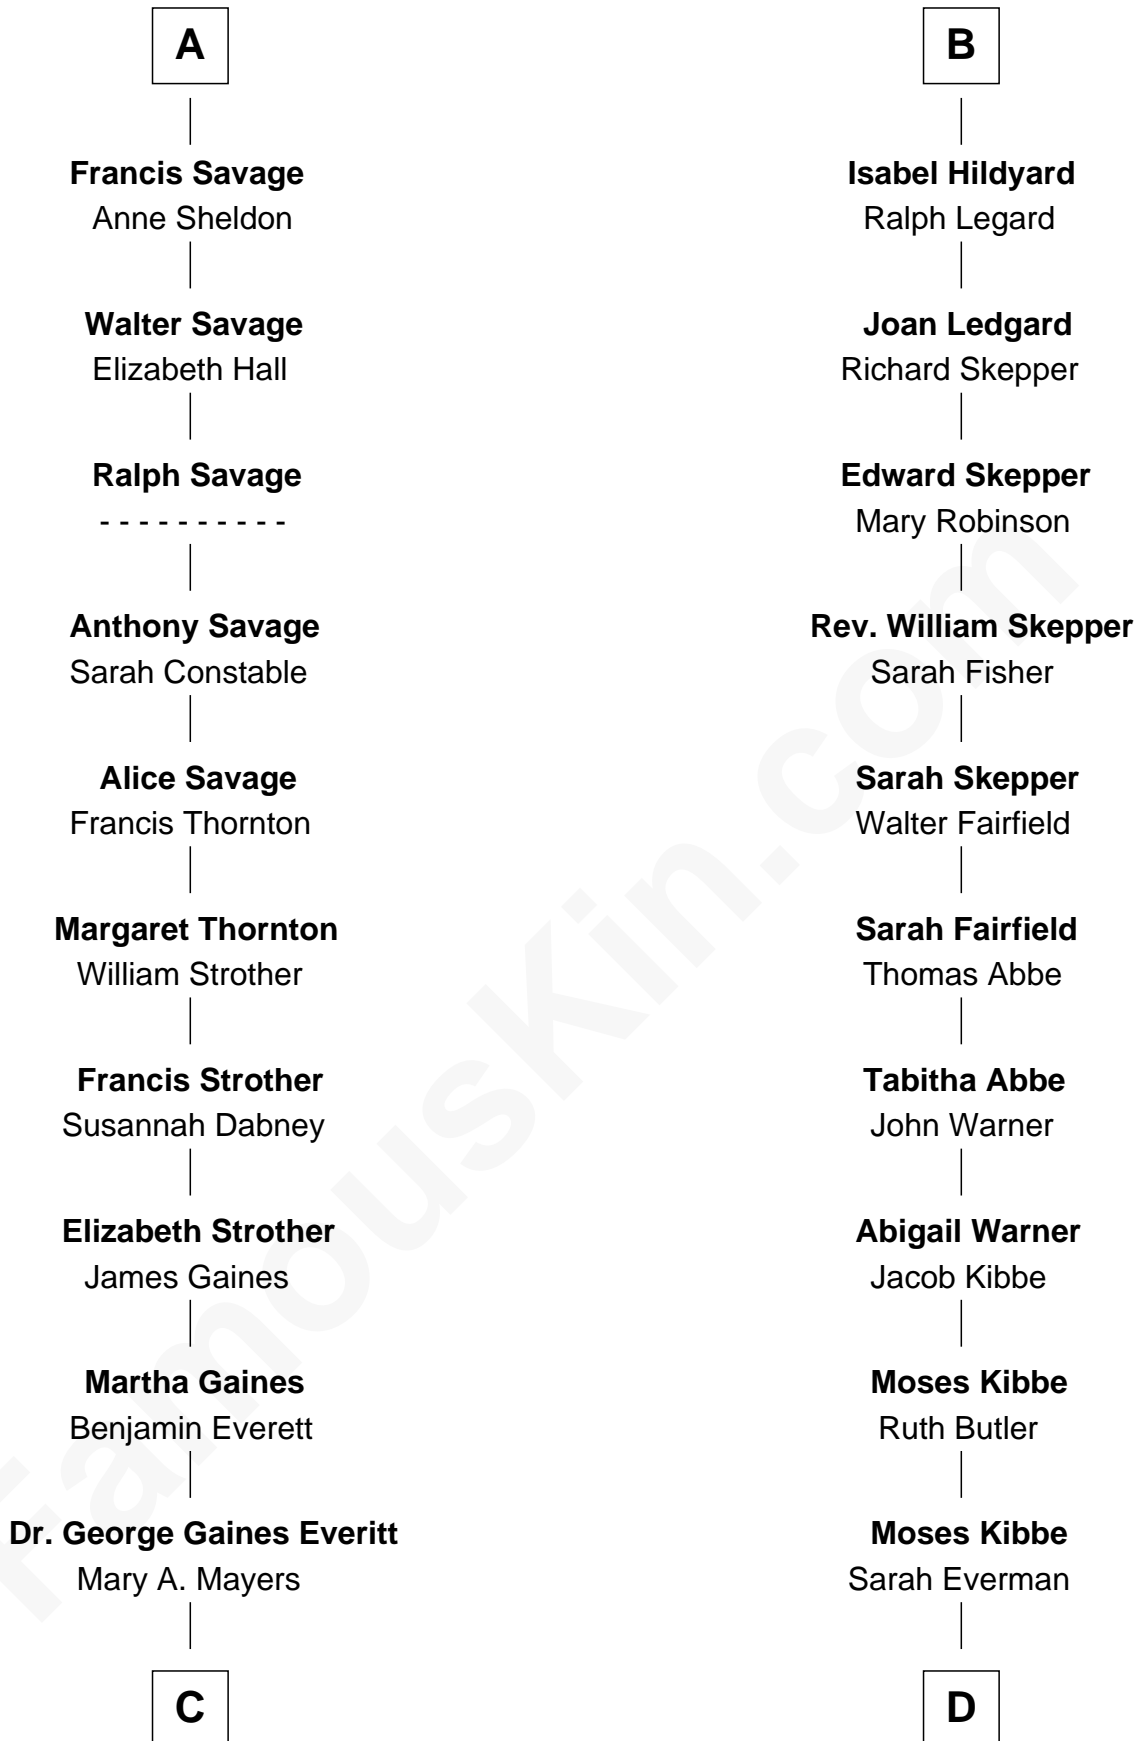 A
Francis Savage
Anne Sheldon
Walter Savage
Elizabeth Hall
Ralph Savage
- - - - - - - - - -
Anthony Savage
Sarah Constable
Alice Savage
Francis Thornton
Margaret Thornton
William Strother
Francis Strother
Susannah Dabney
Elizabeth Strother
James Gaines
Martha Gaines
Benjamin Everett
Dr. George Gaines Everitt
Mary A. Mayers
C
B
Isabel Hildyard
Ralph Legard
Joan Ledgard
Richard Skepper
Edward Skepper
Mary Robinson
Rev. William Skepper
Sarah Fisher
Sarah Skepper
Walter Fairfield
Sarah Fairfield
Thomas Abbe
Tabitha Abbe
John Warner
Abigail Warner
Jacob Kibbe
Moses Kibbe
Ruth Butler
Moses Kibbe
Sarah Everman
D
FamousKin.com